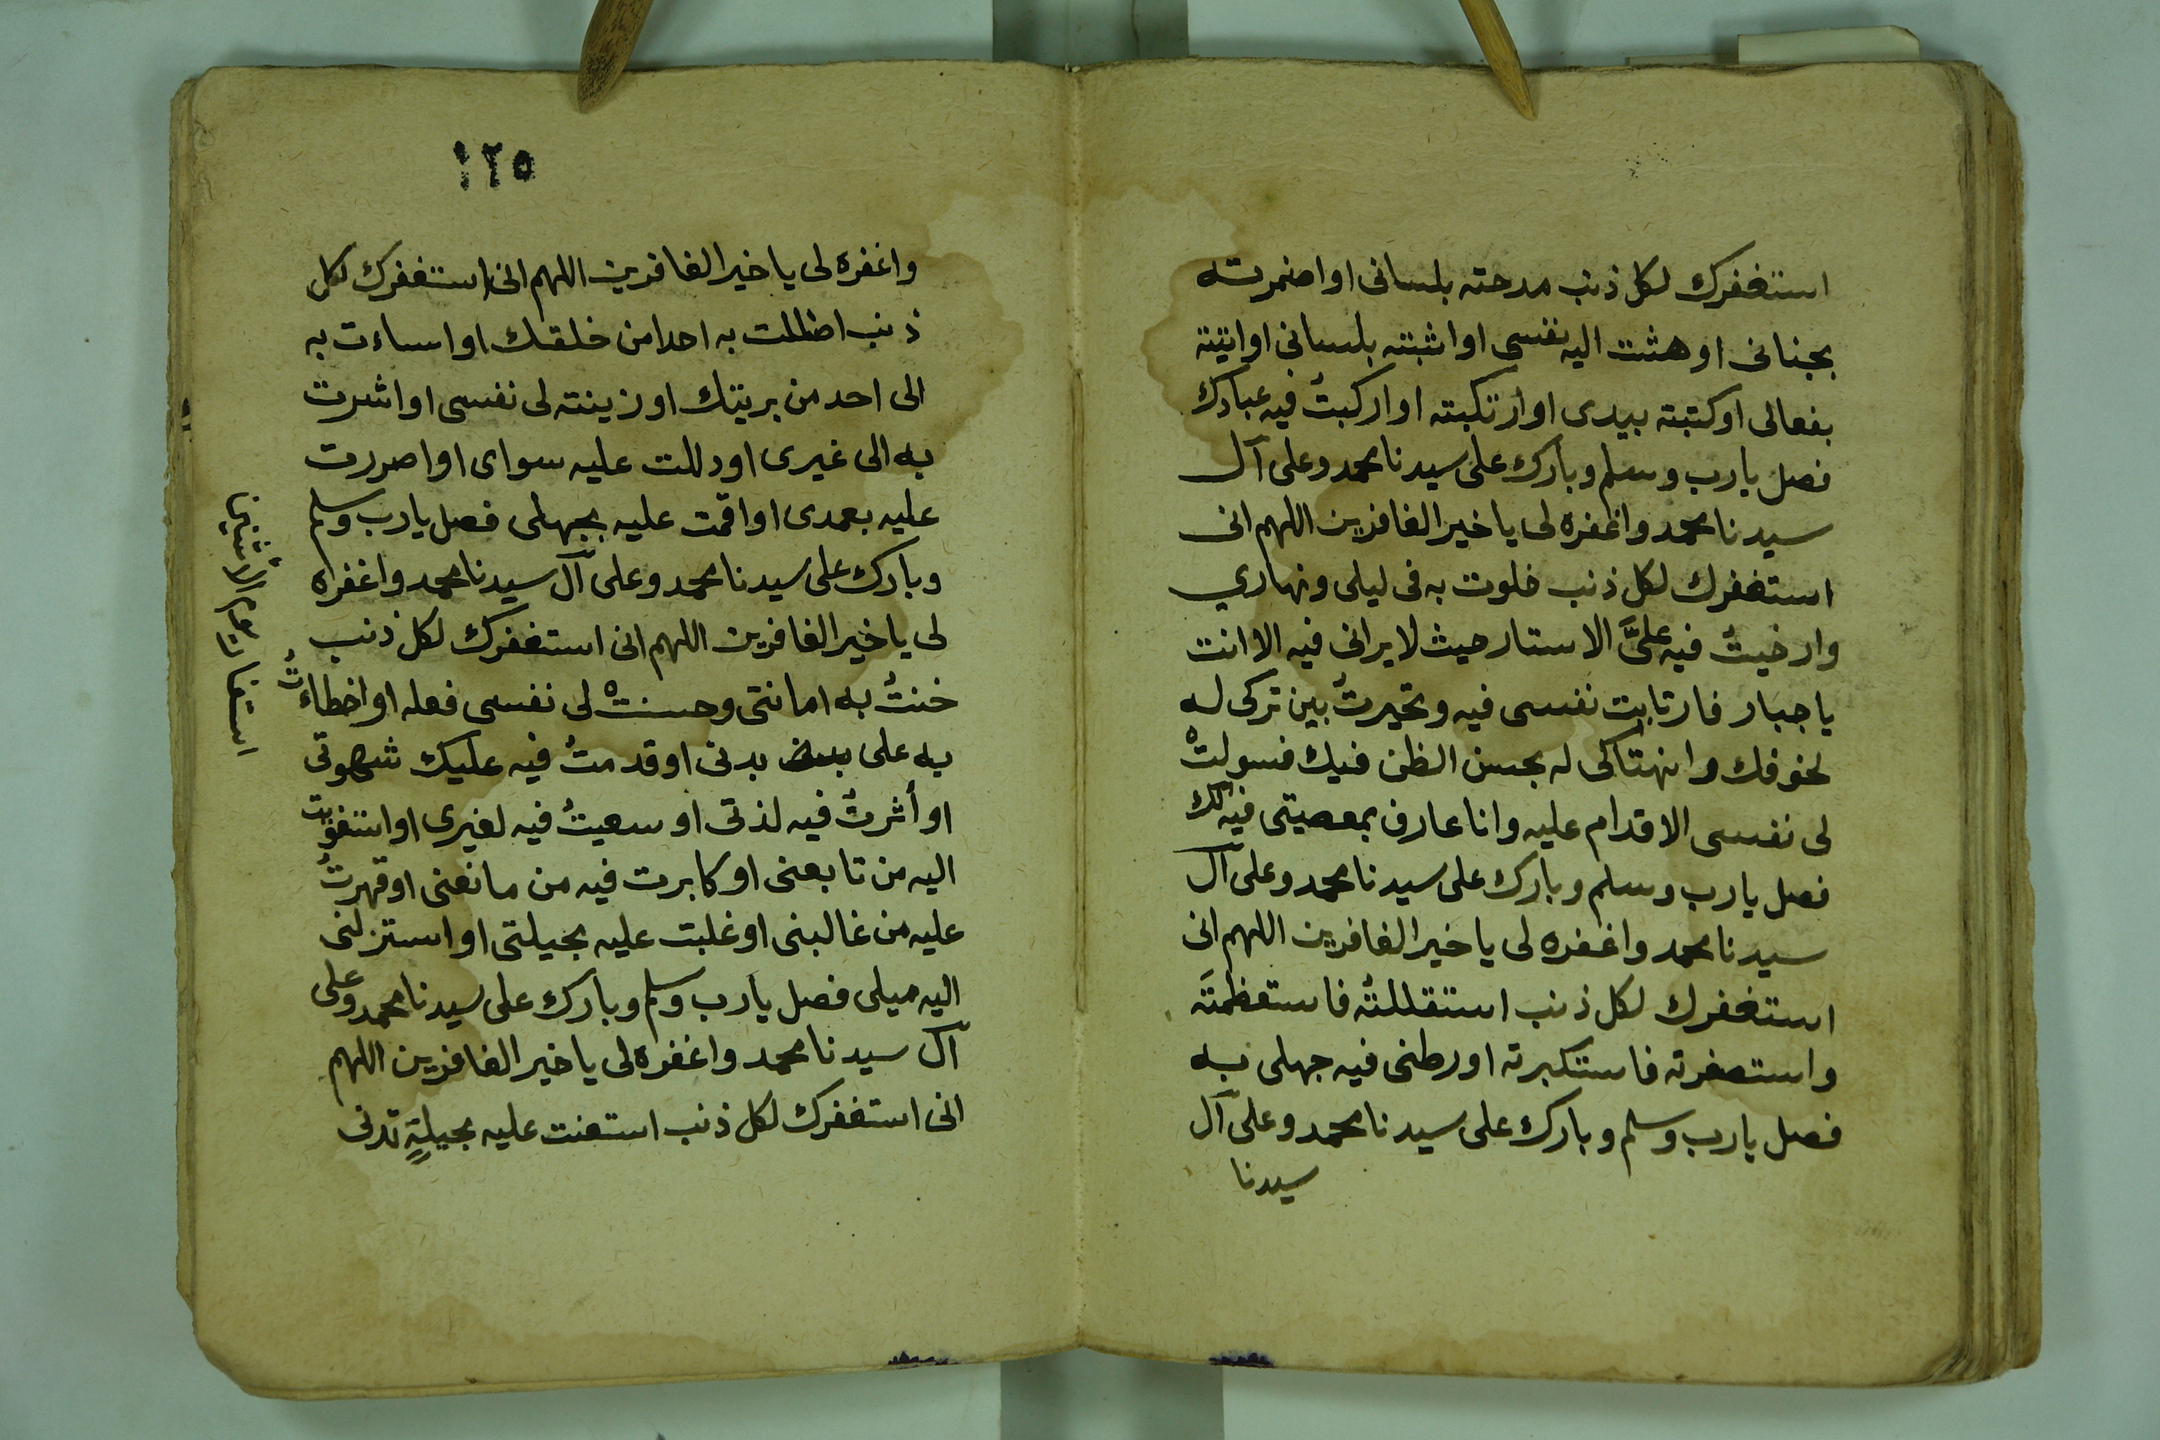 استغفرك لكل ذنب مدحته بلسانى او اضمرته
بجنانى او هشت اليه نفسى او اثبته بلسانى او اتيته
بفعالى او كتبته بيدى او ارتكبته او اركبتُ فيه عبادك
فصل يارب وسلم وبارك على سيدنا محمد وعلى آل
سيدنا محمد واغفره لى يا خير الغافرين اللهم انى
استغفرك لكل ذنب خلوت به فى ليلى ونهاري
وارخيتُ فيه علىَّ الاستار حيث لا يرانى فيه الا انت
يا جبار فارتابت نفسى فيه وتحيرتُ بين تركى له
لخوفك وانهتاكى له بحسن الظن فيك فسولتْ
لى نفسى الاقدام عليه وانا عارف بمعصيتى فيه لك
فصل يارب وسلم وبارك على سيدنا محمد وعلى آل
سيدنا محمد واغفره لى يا خير الغافرين اللهم انى
استغفرك لكل ذنب استقللتُه فاستعظمتَه
واستصغرته فاستكبرته اورطنى فيه جهلى به
فصل يارب وسلم وبارك على سيدنا محمد وعلى آل
سيدنا
١٢٥
واغفره لى يا خير الغافرين اللهم انى استغفرك لكل
ذنب اضللت به احدا من خلقك او اساءت به
الى احد من بريتك او زينته لى نفسى او اشرت
به الى غيرى او دللت عليه سواى او اصررت
عليه بعمدى او اقمت عليه بجهلى فصل يارب وسلم
وبارك على سيدنا محمد وعلى آل سيدنا محمد واغفره
لى يا خير الغافرين اللهم انى استغفرك لكل ذنب
خنتُ به امانتى وحسنتْ لى نفسى فعله او اخطاءتُ
به على بدنى او قدمتُ فيه عليك شهوتى
او أثرتُ فيه لذتى او سعيتُ فيه لغيرى او استغويت
اليه من تابعنى او كابرت فيه من مانعنى او قهرتُ
عليه من غالبنى او غلبت عليه بحيلتى او استزلنى
اليه ميلى فصل يارب وسلم وبارك على سيدنا محمد وعلى
آل سيدنا محمد واغفره لى يا خير الغافرين اللهم
انى استغفرك لكل ذنب استعنت عليه بحيلةٍ تدنى
استغفار يوم الاثنين